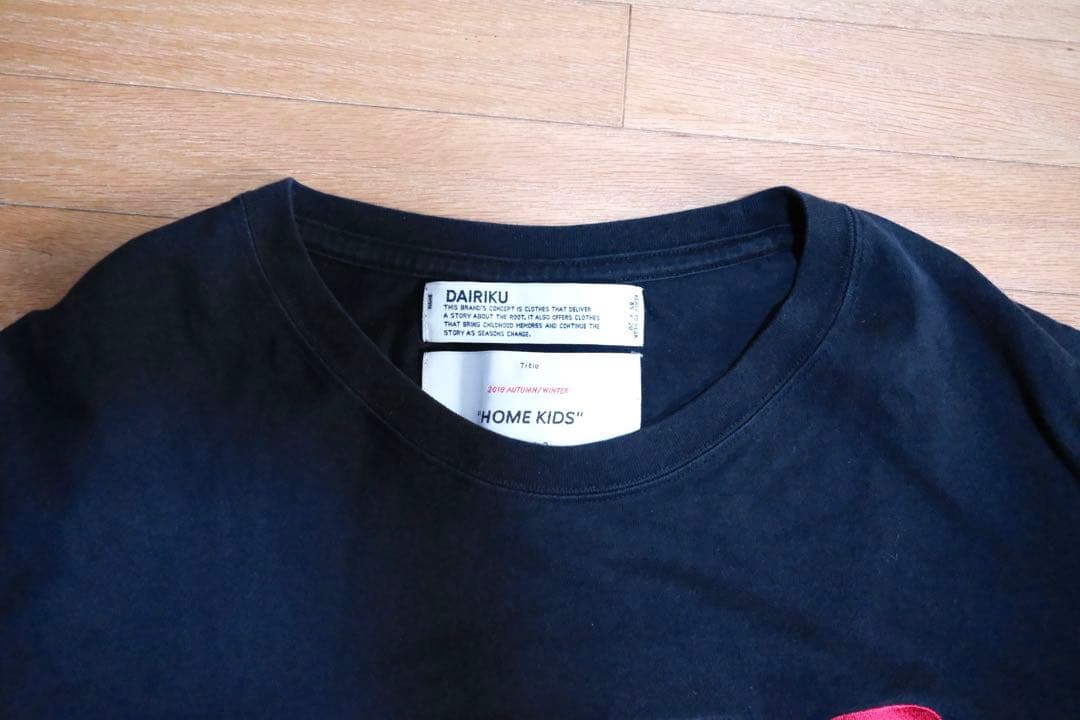 NAME
DAIRIKU
THIS BRAND'S CONCEPT IS CLOTHES THAT DELIVER
A STORY ABOUT THE ROOT. IT ALSO OFFERS CLOTHES
THAT BRING CHILDHOOD MEMORIES AND CONTINUE THE
STORY AS SEASONS CHANGE.
Title
2018 AUTUMN/WINTER
"HOME KIDS"